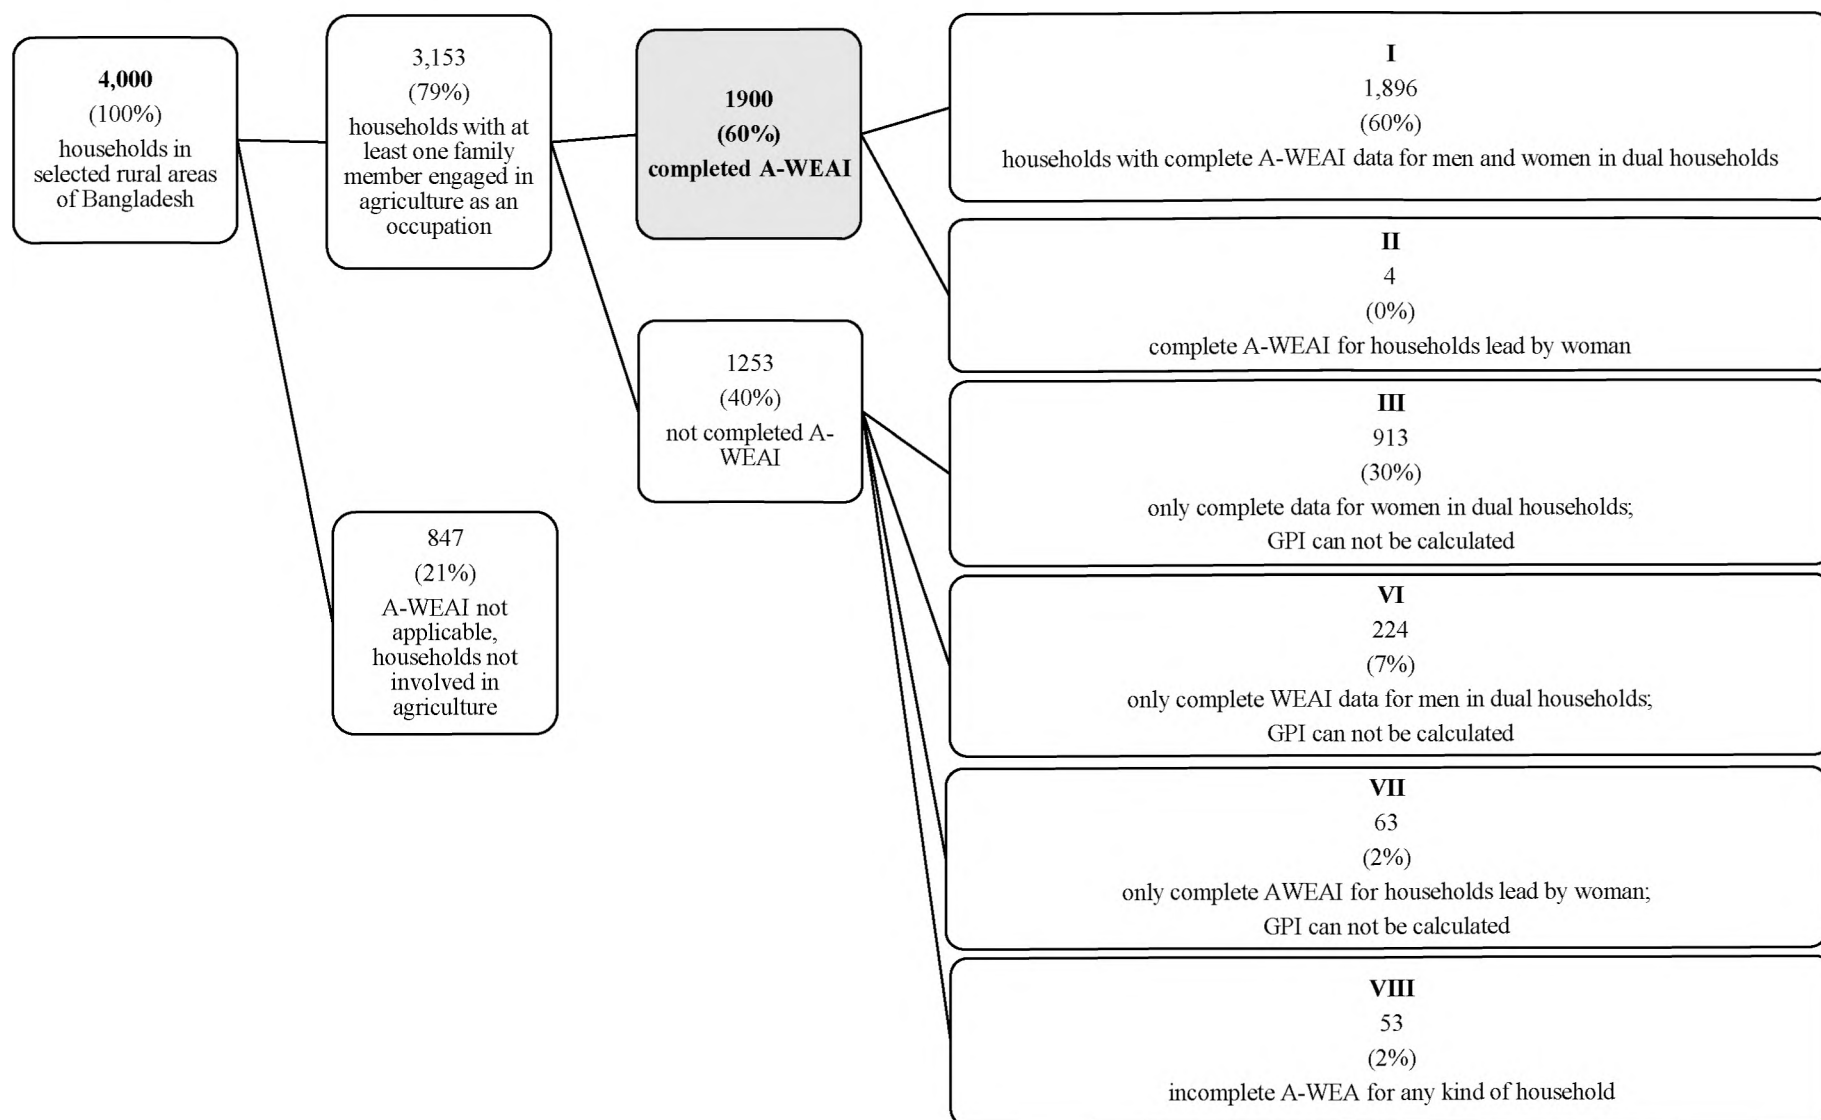 4,000
(100%)
households in
selected rural areas
of Bangladesh
3,153
(79%)
households with at
least one family
member engaged in
agriculture as an
occupation
847
(21%)
A-WEAI not
applicable,
households not
involved in
agriculture
1900
(60%)
completed A-WEAI
1253
(40%)
not completed A-
WEAI
I
1,896
(60%)
households with complete A-WEAI data for men and women in dual households
II
4
(0%)
complete A-WEAI for households lead by woman
III
913
(30%)
only complete data for women in dual households;
GPI can not be calculated
VI
224
(7%)
only complete WEAI data for men in dual households;
GPI can not be calculated
VII
63
(2%)
only complete AWEAI for households lead by woman;
GPI can not be calculated
VIII
53
(2%)
incomplete A-WEA for any kind of household